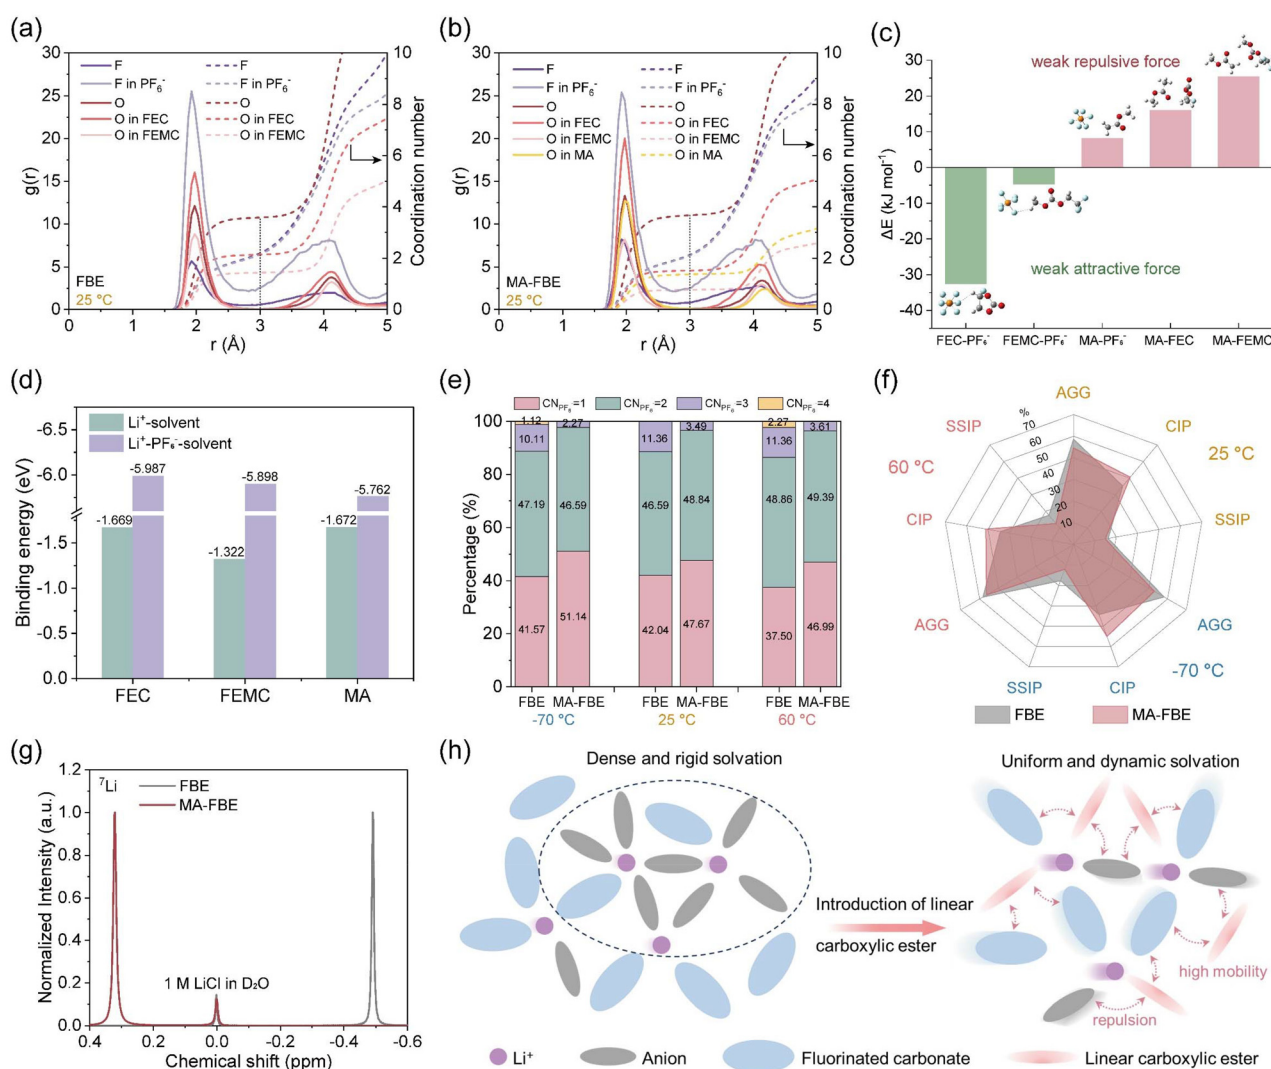 (a)
30
25
20
15
10
5
0
g(r)
F
F in PF₆⁻
O
O in FEC
O in FEMC
F
F in PF₆⁻
O
O in FEC
O in FEMC
FBE
25 °C
0 1 2 3 4 5
r (Å)
10
8
6
4
2
0
Coordination number
(b)
30
25
20
15
10
5
0
g(r)
F
F in PF₆⁻
O
O in FEC
O in FEMC
O in MA
F
F in PF₆⁻
O
O in FEC
O in FEMC
O in MA
MA-FBE
25 °C
0 1 2 3 4 5
r (Å)
10
8
6
4
2
0
Coordination number
(c)
30
20
10
0
-10
-20
-30
-40
ΔE (kJ mol⁻¹)
weak repulsive force
weak attractive force
FEC-PF₆⁻ FEMC-PF₆⁻ MA-PF₆⁻ MA-FEC MA-FEMC
(d)
-6.5
-6.0
-1.5
-1.0
-0.5
0.0
Binding energy (eV)
Li⁺-solvent
Li⁺-PF₆⁻-solvent
-5.987 -5.898 -5.762
-1.669 -1.322 -1.672
FEC FEMC MA
(e)
CN_PF₆⁻=1 CN_PF₆⁻=2 CN_PF₆⁻=3 CN_PF₆⁻=4
100
80
60
40
20
0
Percentage (%)
1.12 2.27 3.49 2.27 3.61
10.11 11.36 11.36
47.19 46.59 46.59 48.84 48.86 49.39
41.57 51.14 42.04 47.67 37.50 46.99
FBE MA-FBE FBE MA-FBE FBE MA-FBE
-70 °C 25 °C 60 °C
(f)
AGG
CIP
25 °C
SSIP
AGG
-70 °C
CIP
SSIP
AGG
CIP
60 °C
SSIP
%
70
60
50
40
30
20
10
FBE MA-FBE
(g)
1.2
1.0
0.8
0.6
0.4
0.2
0.0
Normalized Intensity (a.u.)
⁷Li
FBE
MA-FBE
1 M LiCl in D₂O
0.4 0.2 0.0 -0.2 -0.4 -0.6
Chemical shift (ppm)
(h)
Dense and rigid solvation
Uniform and dynamic solvation
Introduction of linear
carboxylic ester
high mobility
repulsion
Li⁺ Anion Fluorinated carbonate Linear carboxylic ester